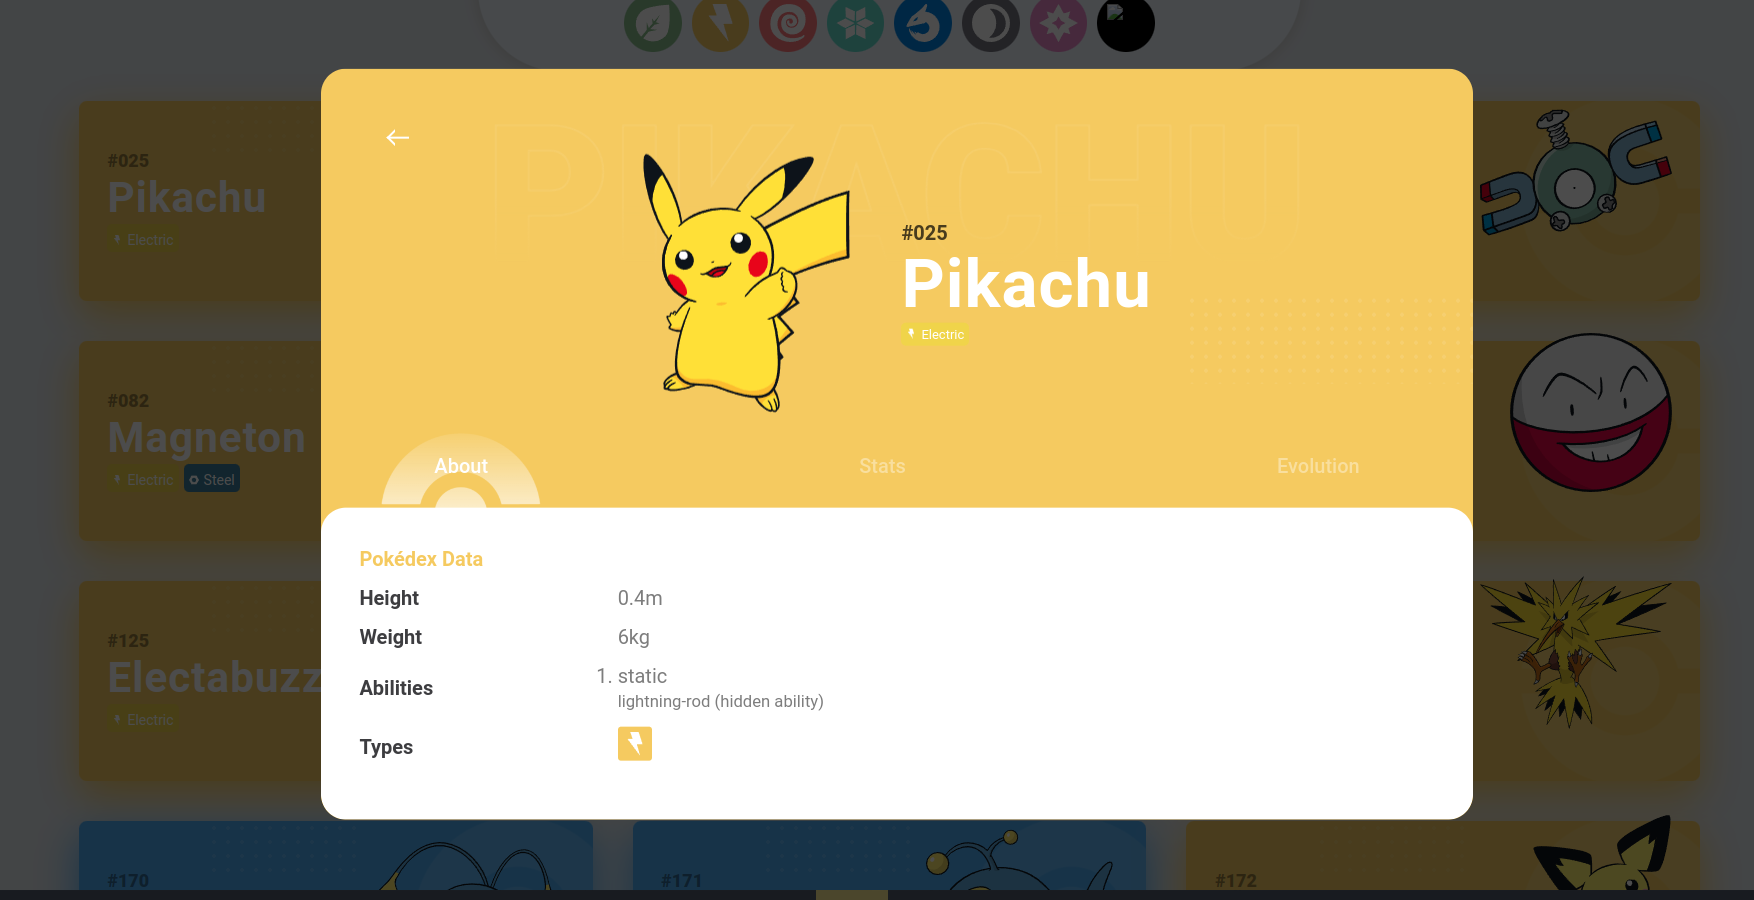 #025
Pikachu
Electric
#082
Magneton
Electric Steel
#125
Electabuzz
Electric
PIKACHU
#025
Pikachu
Electric
About Stats Evolution
Pokédex Data
Height 0.4m
Weight 6kg
Abilities 1. static
lightning-rod (hidden ability)
Types
#170 #171 #172